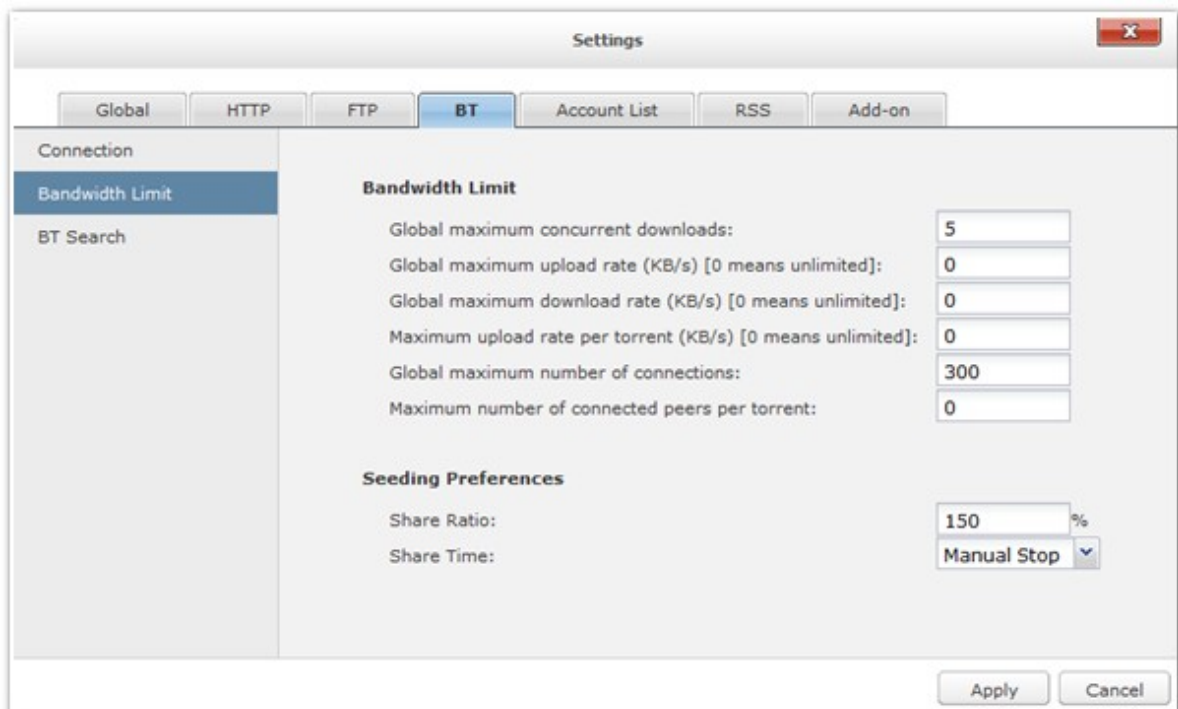 Settings
x
Global HTTP FTP BT Account List RSS Add-on
Connection
Bandwidth Limit
BT Search
Bandwidth Limit
Global maximum concurrent downloads: 5
Global maximum upload rate (KB/s) [0 means unlimited]: 0
Global maximum download rate (KB/s) [0 means unlimited]: 0
Maximum upload rate per torrent (KB/s) [0 means unlimited]: 0
Global maximum number of connections: 300
Maximum number of connected peers per torrent: 0
Seeding Preferences
Share Ratio: 150 %
Share Time: Manual Stop
Apply Cancel